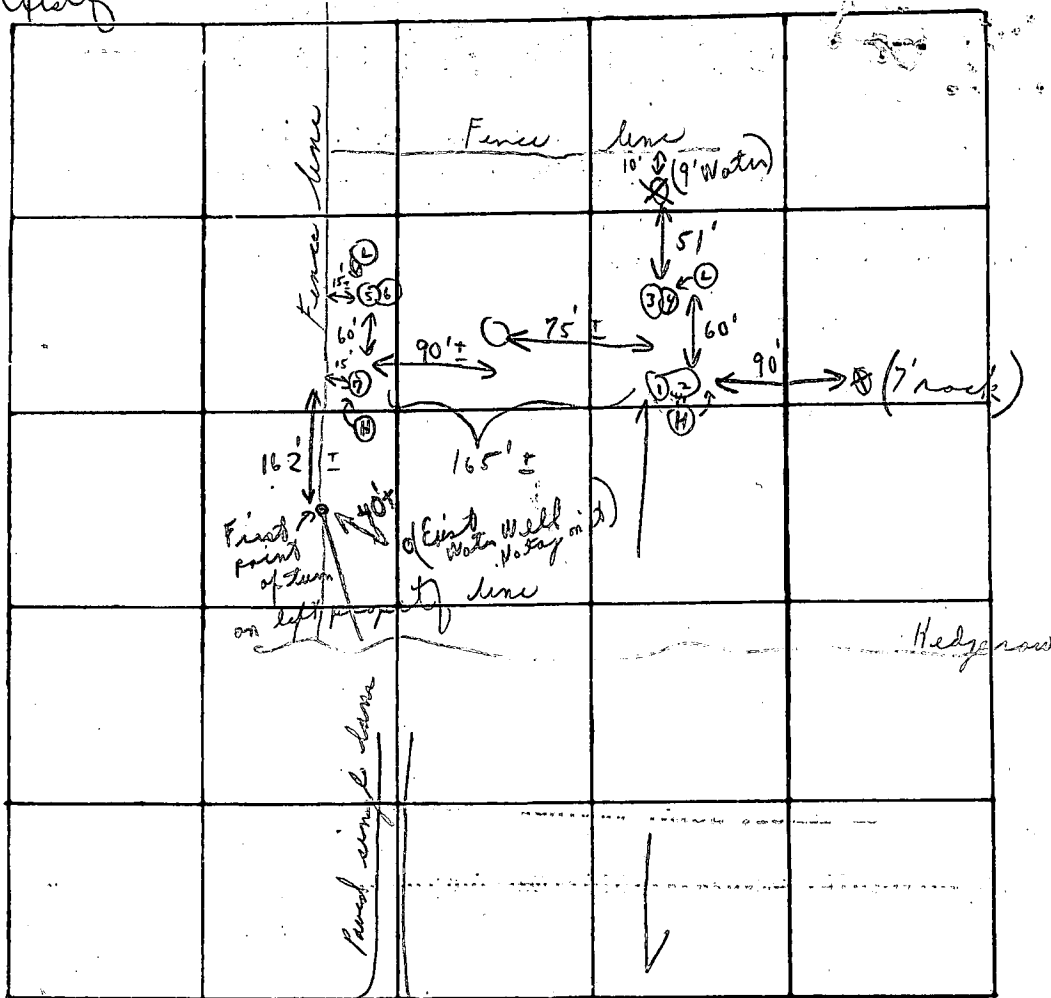 Fence line
Fence line
10'
(9' Water)
51'
L
15'
5 6
L
3 4
60'
60'
75' ±
90' ±
90'
(7' rock)
15'
7
1 2
H
H
162' ±
165' ±
40' ±
First
point
of turn
on left property line
(Exist
Water Well
on it)
Hedgerow
Paved single lane